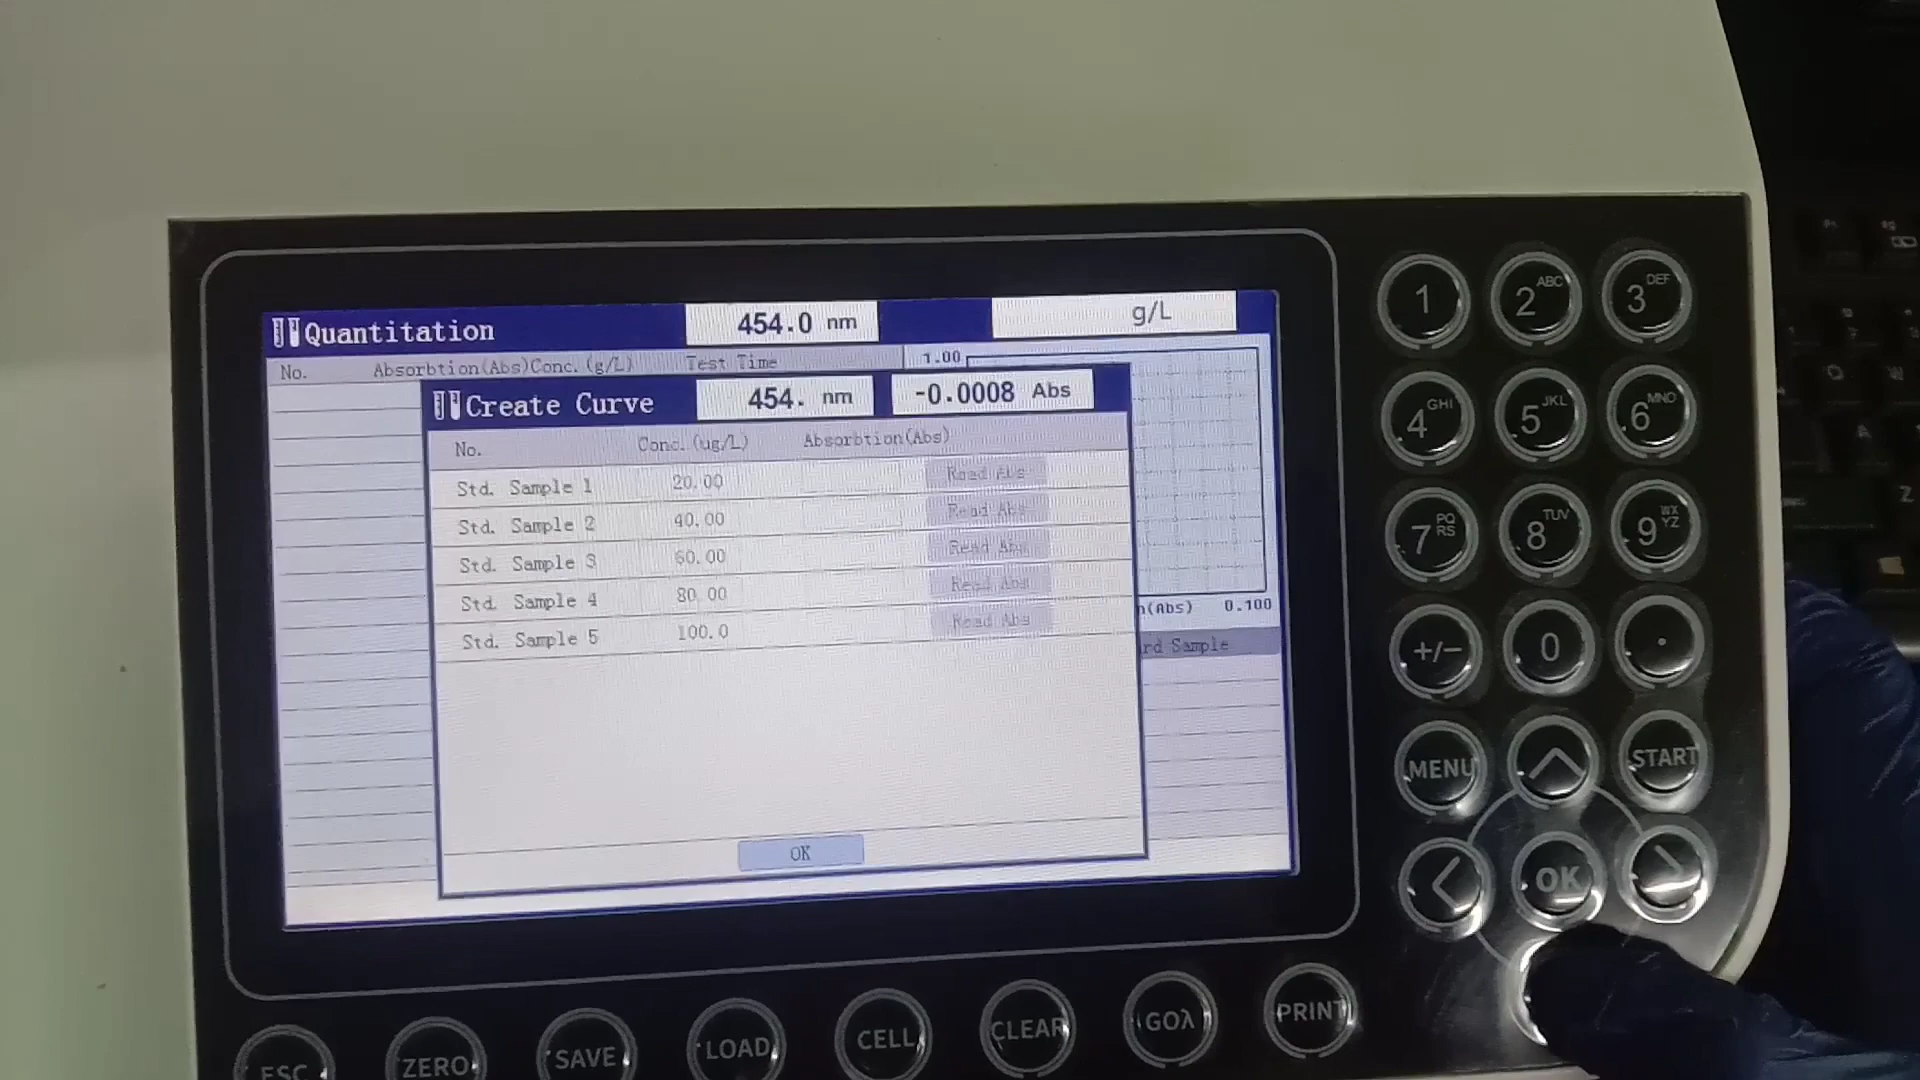 Quantitation 454.0 nm g/L
No. Absorbtion(Abs) Conc.(g/L) Test Time 1.00
Create Curve 454. nm -0.0008 Abs
No. Conc.(ug/L) Absorbtion(Abs)
Std. Sample 1 20.00 Read Abs
Std. Sample 2 40.00 Read Abs
Std. Sample 3 60.00 Read Abs
Std. Sample 4 80.00 Read Abs
Std. Sample 5 100.0 Read Abs
(Abs) 0.100
rd Sample
OK
1 2 ABC 3 DEF
4 GHI 5 JKL 6 MNO
7 PQRS 8 TUV 9 WXYZ
+/- 0 .
MENU START
OK
ESC ZERO SAVE LOAD CELL CLEAR GOλ PRINT